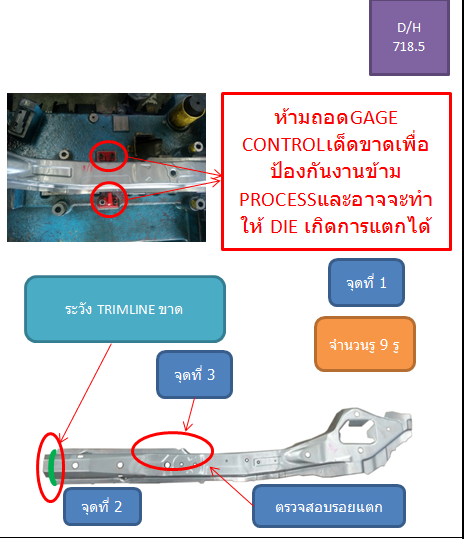 D/H
718.5
ห้ามถอดGAGE
CONTROLเด็ดขาดเพื่อ
ป้องกันงานข้าม
PROCESSและอาจจะทำ
ให้ DIE เกิดการแตกได้
จุดที่ 1
ระวัง TRIMLINE ขาด
จำนวนรู 9 รู
จุดที่ 3
จุดที่ 2
ตรวจสอบรอยแตก